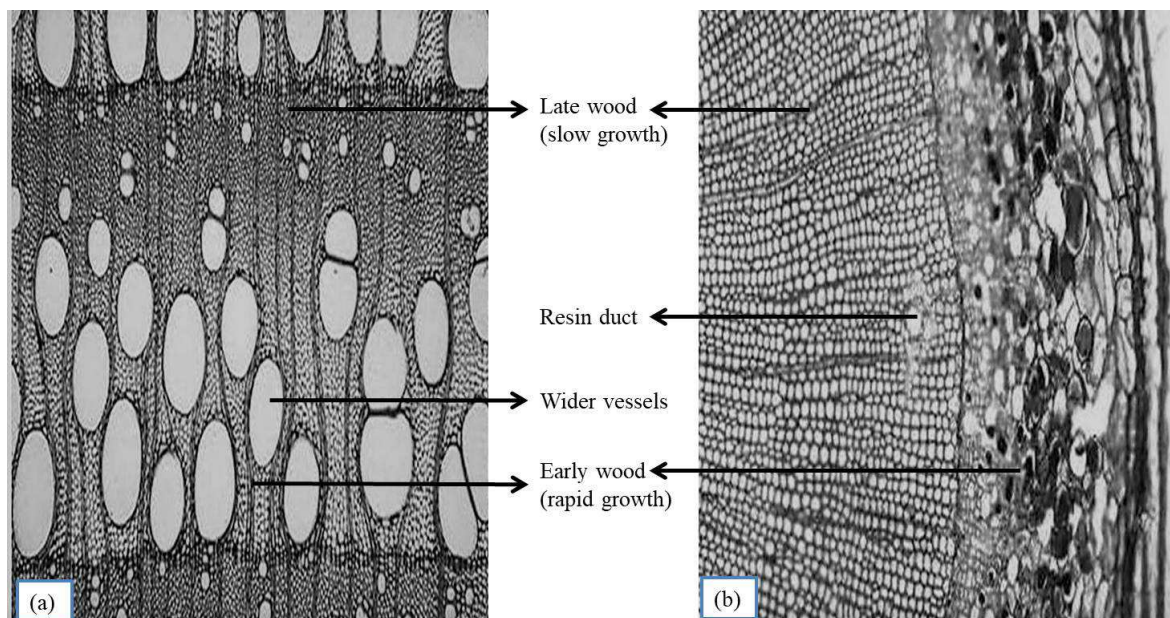 Late wood
(slow growth)
Resin duct
Wider vessels
Early wood
(rapid growth)
(a)
(b)